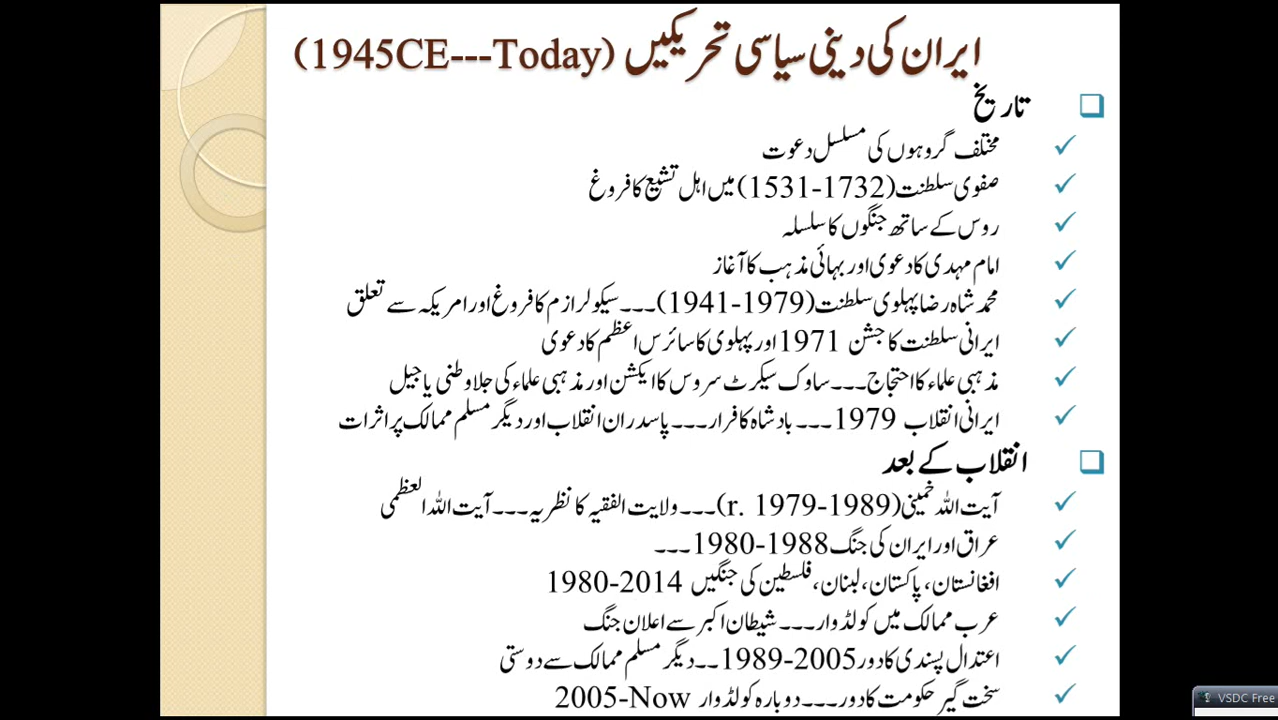 ایران کی دینی سیاسی تحریکیں (1945CE---Today)
تاریخ
مختلف گروہوں کی مسلسل دعوت
صفوی سلطنت (1531-1732) میں اہل تشیع کا فروغ
روس کے ساتھ جنگوں کا سلسلہ
امام مہدی کا دعوی اور بہائی مذہب کا آغاز
محمد شاہ رضا پہلوی سلطنت (1941-1979)۔۔۔ سیکولرازم کا فروغ اور امریکہ سے تعلق
ایرانی سلطنت کا جشن 1971 اور پہلوی کا سائرس اعظم کا دعوی
مذہبی علماء کا احتجاج۔۔۔ ساوک سیکرٹ سروس کا ایکشن اور مذہبی علماء کی جلا وطنی یا جیل
ایرانی انقلاب 1979 ۔۔۔ بادشاہ کا فرار۔۔۔ پاسدران انقلاب اور دیگر مسلم ممالک پر اثرات
انقلاب کے بعد
آیت اللہ خمینی (r. 1979-1989)۔۔۔ ولایت الفقیہ کا نظریہ۔۔۔ آیت اللہ العظمی
عراق اور ایران کی جنگ 1980-1988۔۔۔
افغانستان، پاکستان، لبنان، فلسطین کی جنگیں 1980-2014
عرب ممالک میں کولڈ وار۔۔۔ شیطان اکبر سے اعلان جنگ
اعتدال پسندی کا دور 1989-2005۔۔ دیگر مسلم ممالک سے دوستی
سخت گیر حکومت کا دور۔۔۔ دوبارہ کولڈ وار 2005-Now
VSDC Free